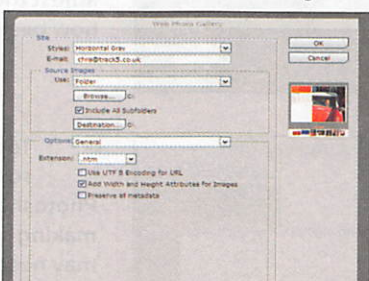 Web Photo Gallery
Site
Styles: Horizontal Gray
E-mail: chris@track5.co.uk
OK
Cancel
Source Images
Use: Folder
Browse...
Include All Subfolders
Destination...
Options: General
Extension: .htm
Use UTF 8 Encoding for URL
Add Width and Height Attributes for Images
Preserve all metadata